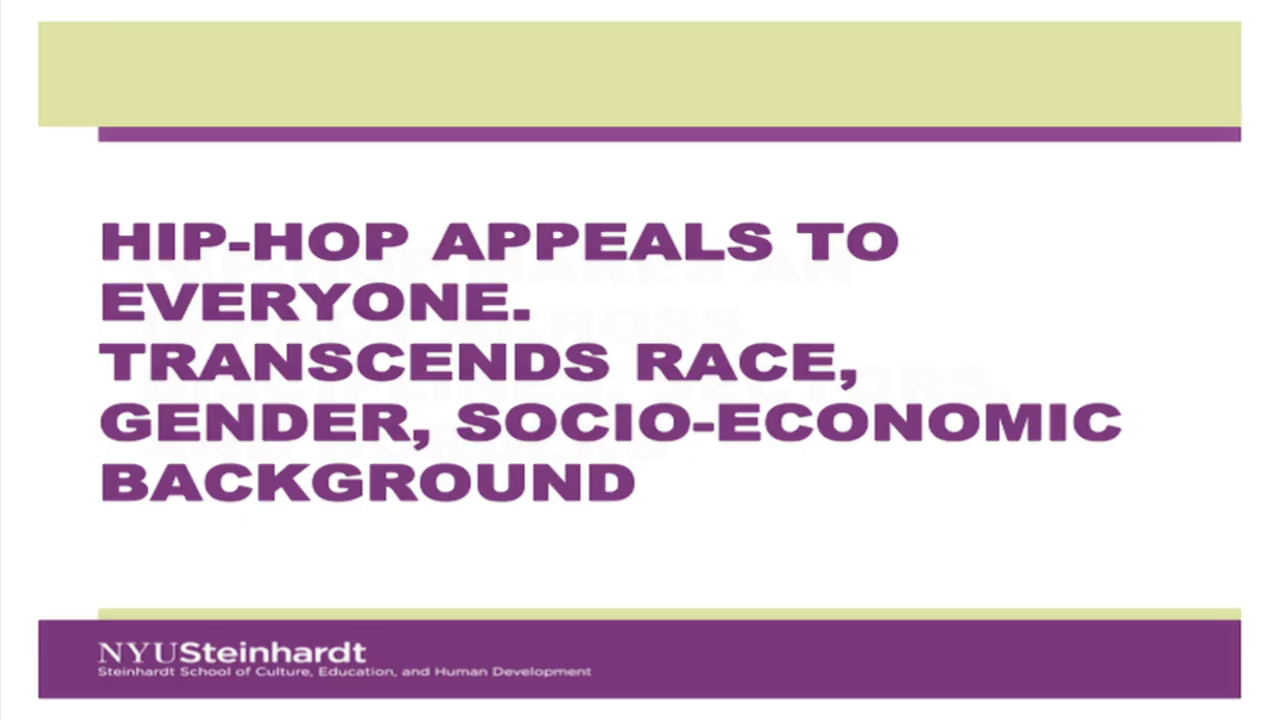 HIP-HOP APPEALS TO
EVERYONE.
TRANSCENDS RACE,
GENDER, SOCIO-ECONOMIC
BACKGROUND
NYUSteinhardt
Steinhardt School of Culture, Education, and Human Development